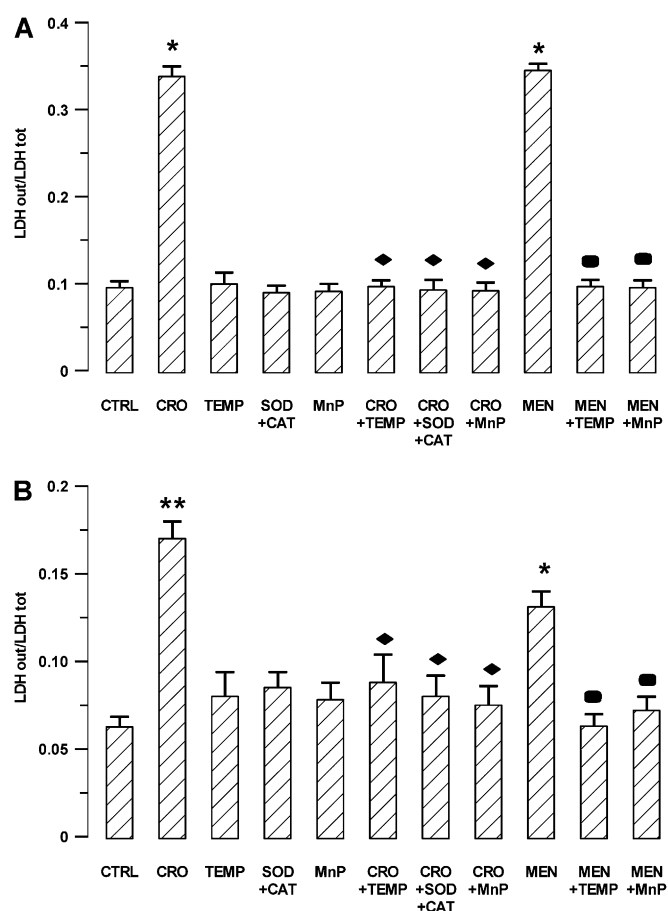 A
LDH out/LDH tot
0.4
0.3
0.2
0.1
0
*
*
CTRL CRO TEMP SOD MnP CRO CRO CRO MEN MEN MEN
+CAT +TEMP +SOD +MnP +TEMP +MnP
+CAT
B
LDH out/LDH tot
0.2
0.15
0.10
0.05
0
**
*
CTRL CRO TEMP SOD MnP CRO CRO CRO MEN MEN MEN
+CAT +TEMP +SOD +MnP +TEMP +MnP
+CAT